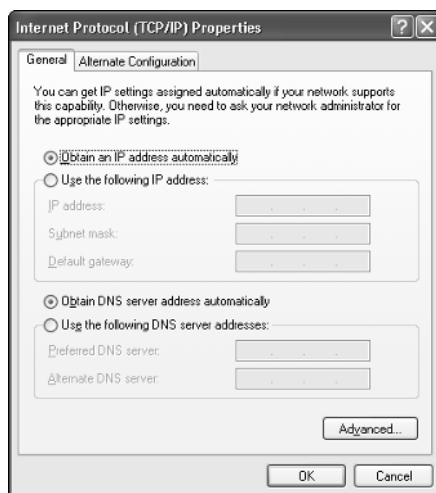 Internet Protocol (TCP/IP) Properties
General
Alternate Configuration
You can get IP settings assigned automatically if your network supports
this capability. Otherwise, you need to ask your network administrator for
the appropriate IP settings.
Obtain an IP address automatically
Use the following IP address:
IP address:
Subnet mask:
Default gateway:
Obtain DNS server address automatically
Use the following DNS server addresses:
Preferred DNS server:
Alternate DNS server:
Advanced...
OK
Cancel